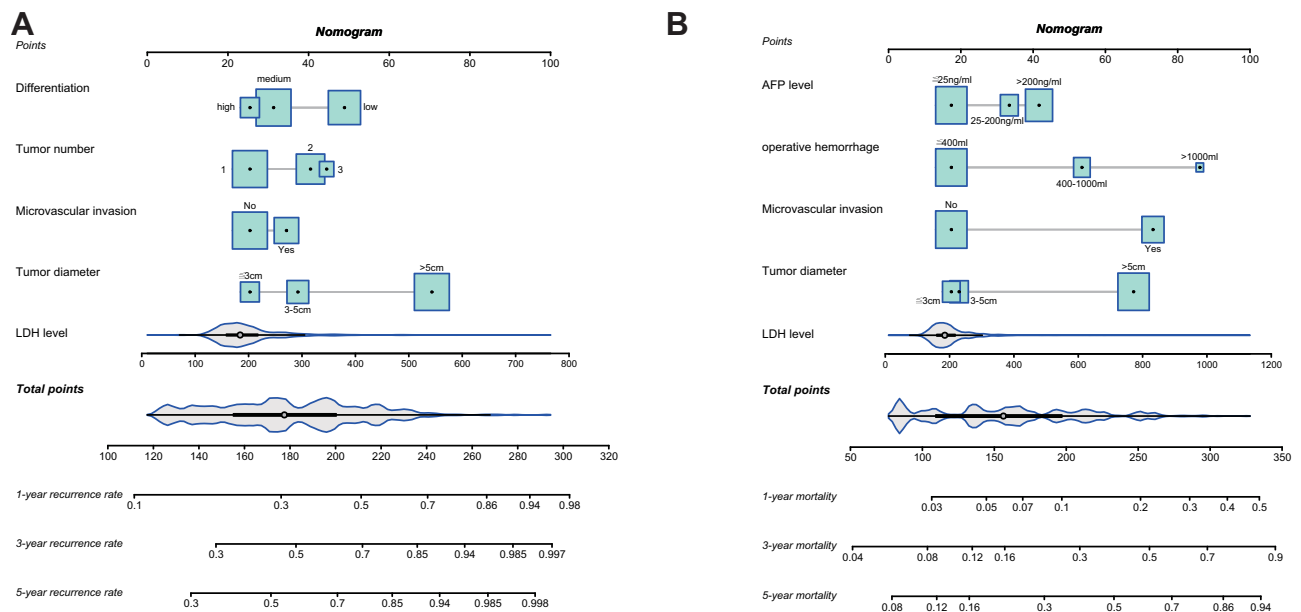 A
Nomogram
Points
0 20 40 60 80 100
Differentiation
medium
high
low
Tumor number
2
1
3
Microvascular invasion
No
Yes
Tumor diameter
>5cm
≦3cm
3-5cm
LDH level
0 100 200 300 400 500 600 700 800
Total points
100 120 140 160 180 200 220 240 260 280 300 320
1-year recurrence rate
0.1 0.3 0.5 0.7 0.86 0.94 0.98
3-year recurrence rate
0.3 0.5 0.7 0.85 0.94 0.985 0.997
5-year recurrence rate
0.3 0.5 0.7 0.85 0.94 0.985 0.998
B
Nomogram
Points
0 20 40 60 80 100
AFP level
≦25ng/ml
>200ng/ml
25-200ng/ml
operative hemorrhage
≦400ml
>1000ml
400-1000ml
Microvascular invasion
No
Yes
Tumor diameter
>5cm
≦3cm
3-5cm
LDH level
0 200 400 600 800 1000 1200
Total points
50 100 150 200 250 300 350
1-year mortality
0.03 0.05 0.07 0.1 0.2 0.3 0.4 0.5
3-year mortality
0.04 0.08 0.12 0.16 0.3 0.5 0.7 0.9
5-year mortality
0.08 0.12 0.16 0.3 0.5 0.7 0.86 0.94